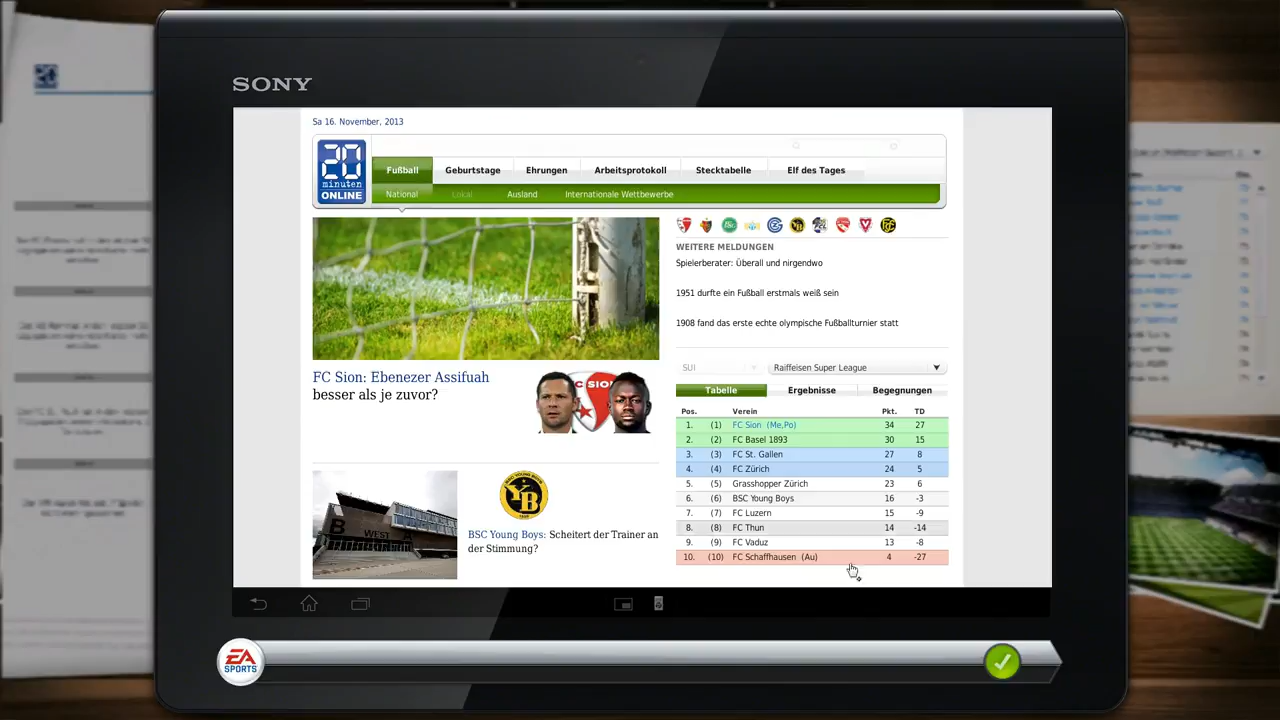 SONY
Sa 16. November, 2013
20
minuten
ONLINE
Fußball Geburtstage Ehrungen Arbeitsprotokoll Stecktabelle Elf des Tages
National Lokal Ausland Internationale Wettbewerbe
WEITERE MELDUNGEN
Spielerberater: Überall und nirgendwo
1951 durfte ein Fußball erstmals weiß sein
1908 fand das erste echte olympische Fußballturnier statt
FC Sion: Ebenezer Assifuah
besser als je zuvor?
BSC Young Boys: Scheitert der Trainer an
der Stimmung?
SUI Raiffeisen Super League
Tabelle Ergebnisse Begegnungen
Pos. Verein Pkt. TD
1. (1) FC Sion (Me,Po) 34 27
2. (2) FC Basel 1893 30 15
3. (3) FC St. Gallen 27 8
4. (4) FC Zürich 24 5
5. (5) Grasshopper Zürich 23 6
6. (6) BSC Young Boys 16 -3
7. (7) FC Luzern 15 -9
8. (8) FC Thun 14 -14
9. (9) FC Vaduz 13 -8
10. (10) FC Schaffhausen (Au) 4 -27
EA
SPORTS